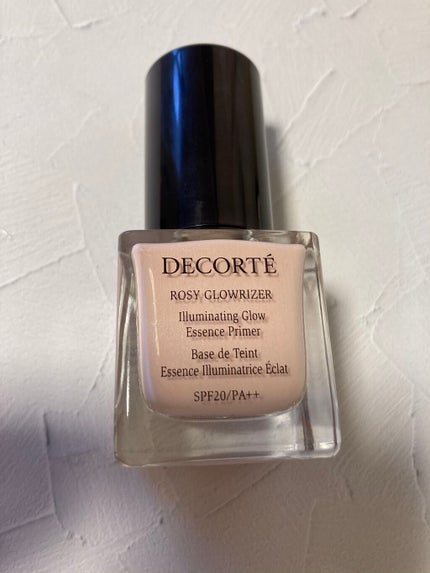 DECORTÉ
ROSY GLOWRIZER
Illuminating Glow
Essence Primer
Base de Teint
Essence Illuminatrice Éclat
SPF20/PA++